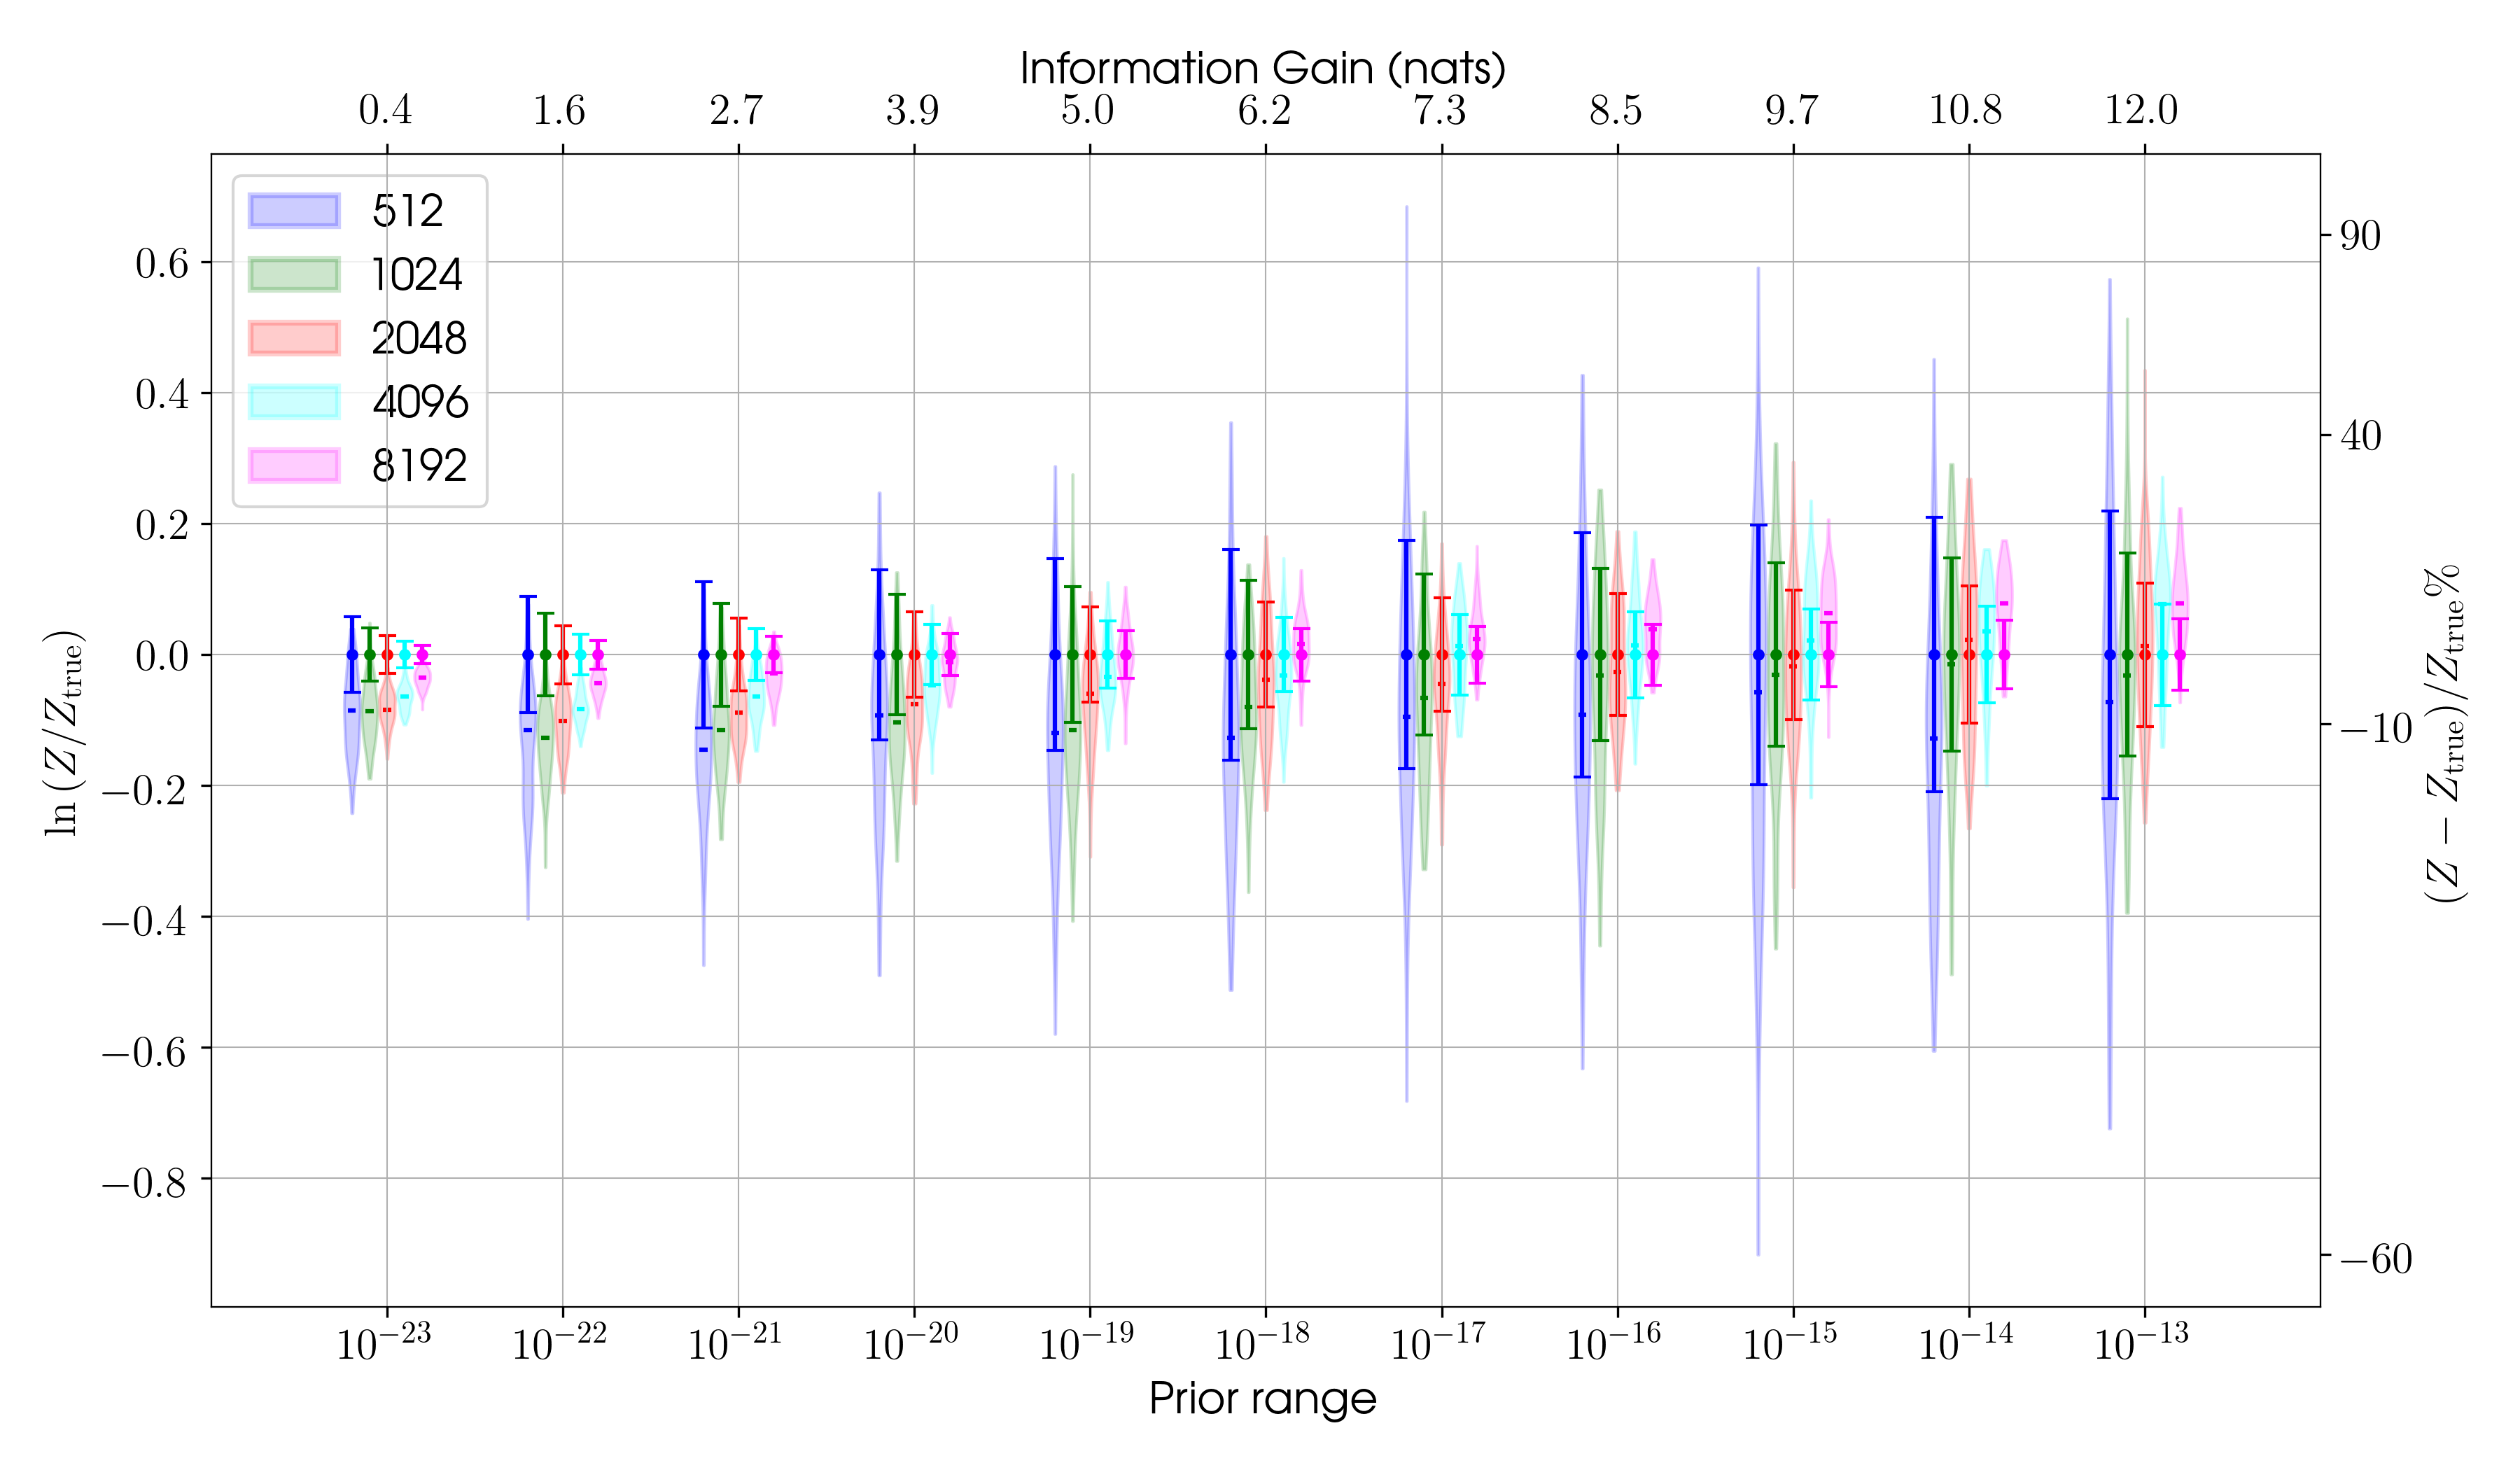 Information Gain (nats)
0.4 1.6 2.7 3.9 5.0 6.2 7.3 8.5 9.7 10.8 12.0
512
1024
2048
4096
8192
0.6
0.4
0.2
0.0
−0.2
−0.4
−0.6
−0.8
ln (Z/Z_true)
90
40
−10
−60
(Z − Z_true)/Z_true%
10^−23 10^−22 10^−21 10^−20 10^−19 10^−18 10^−17 10^−16 10^−15 10^−14 10^−13
Prior range